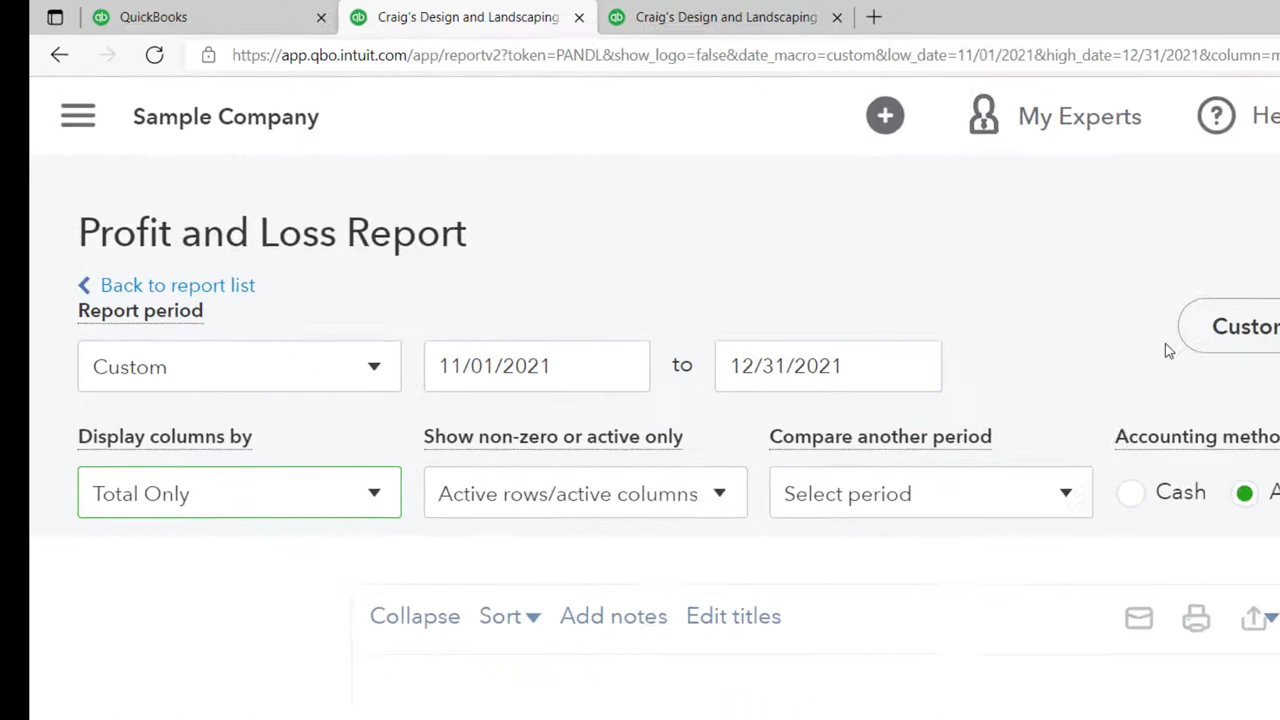 QuickBooks
Craig's Design and Landscaping
Craig's Design and Landscaping
https://app.qbo.intuit.com/app/reportv2?token=PANDL&show_logo=false&date_macro=custom&low_date=11/01/2021&high_date=12/31/2021&column=
Sample Company
My Experts
He
Profit and Loss Report
Back to report list
Report period
Custom 11/01/2021 to 12/31/2021
Custo
Display columns by Show non-zero or active only Compare another period Accounting metho
Total Only Active rows/active columns Select period Cash A
Collapse Sort Add notes Edit titles